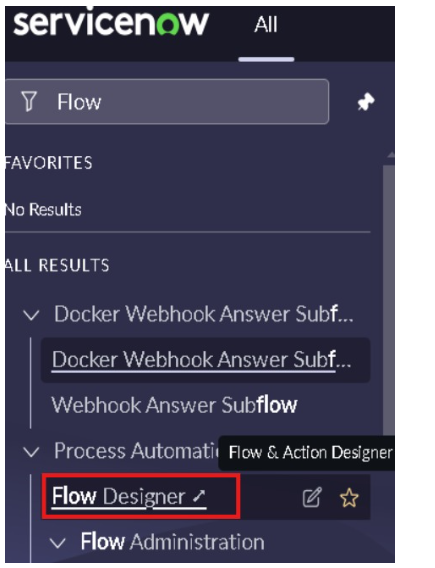 servicenow All
Flow
FAVORITES
No Results
ALL RESULTS
Docker Webhook Answer Subf...
Docker Webhook Answer Subf...
Webhook Answer Subflow
Process Automati Flow & Action Designer
Flow Designer ↗
Flow Administration